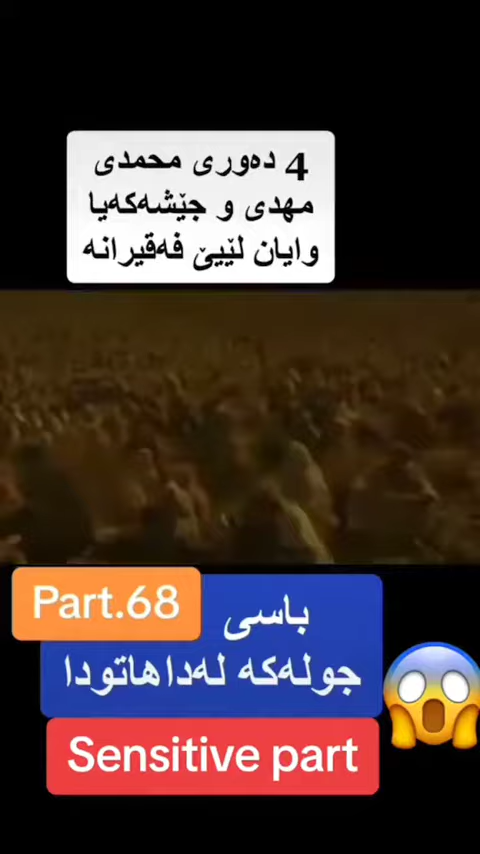 4 دەوری محمدی
مهدی و جێشەکەیا
وایان لێیێ فەقیرانە
Part.68
باسی
جولەکە لەداهاتودا
Sensitive part